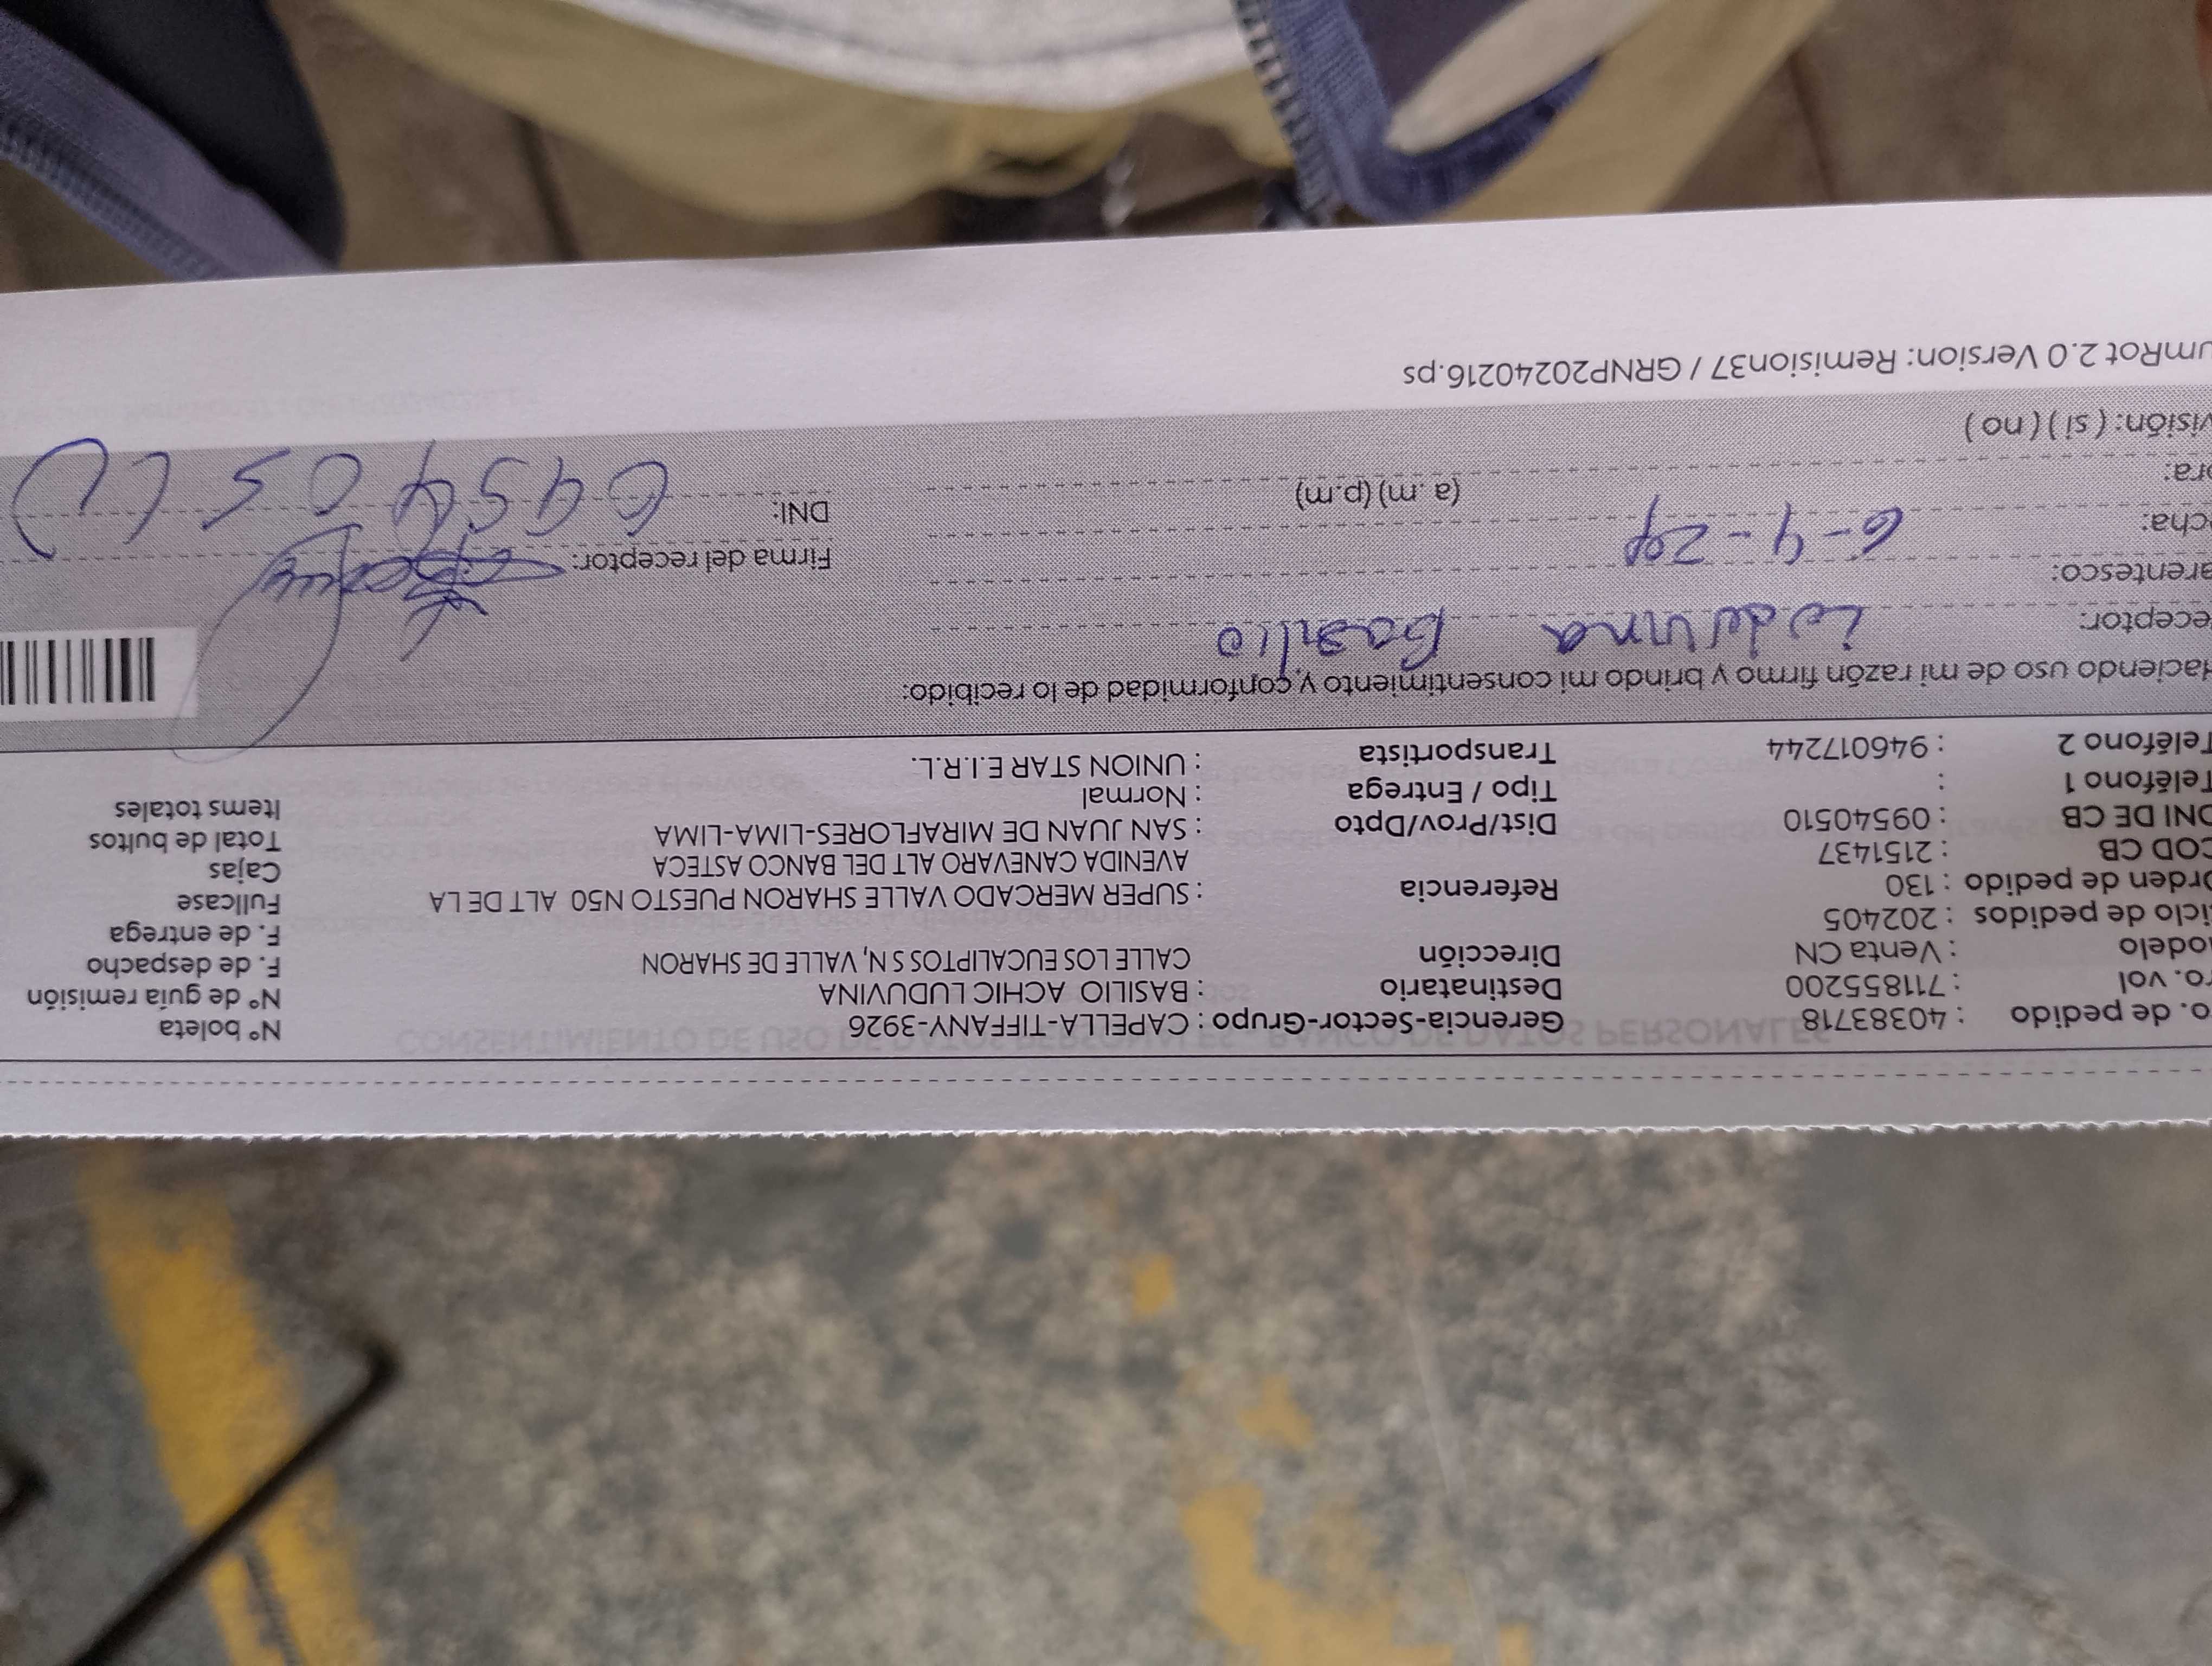 o. de pedido : 40383718 Gerencia-Sector-Grupo : CAPELLA-TIFFANY-3926 Nº boleta
ro. vol : 711855200 Destinatario : BASILIO ACHIC LUDUVINA Nº de guía remisión
odelo : Venta CN Dirección CALLE LOS EUCALIPTOS S N, VALLE DE SHARON F. de despacho
iclo de pedidos : 202405 F. de entrega
Orden de pedido : 130 Referencia : SUPER MERCADO VALLE SHARON PUESTO N50 ALT DE LA Fullcase
COD CB : 2151437 AVENIDA CANEVARO ALT DEL BANCO ASTECA Cajas
DNI DE CB : 09540510 Dist/Prov/Dpto : SAN JUAN DE MIRAFLORES-LIMA-LIMA Total de bultos
Teléfono 1 : Tipo / Entrega : Normal Items totales
Teléfono 2 : 946017244 Transportista : UNION STAR E.I.R.L.
Haciendo uso de mi razón firmo y brindo mi consentimiento y conformidad de lo recibido:
eceptor: Basilio
arentesco: Firma del receptor:
cha: 6-4-
ora: (a.m) (p.m) DNI:
visión: ( si ) ( no )
umRot 2.0 Version: Remision37 / GRNP20240216.ps